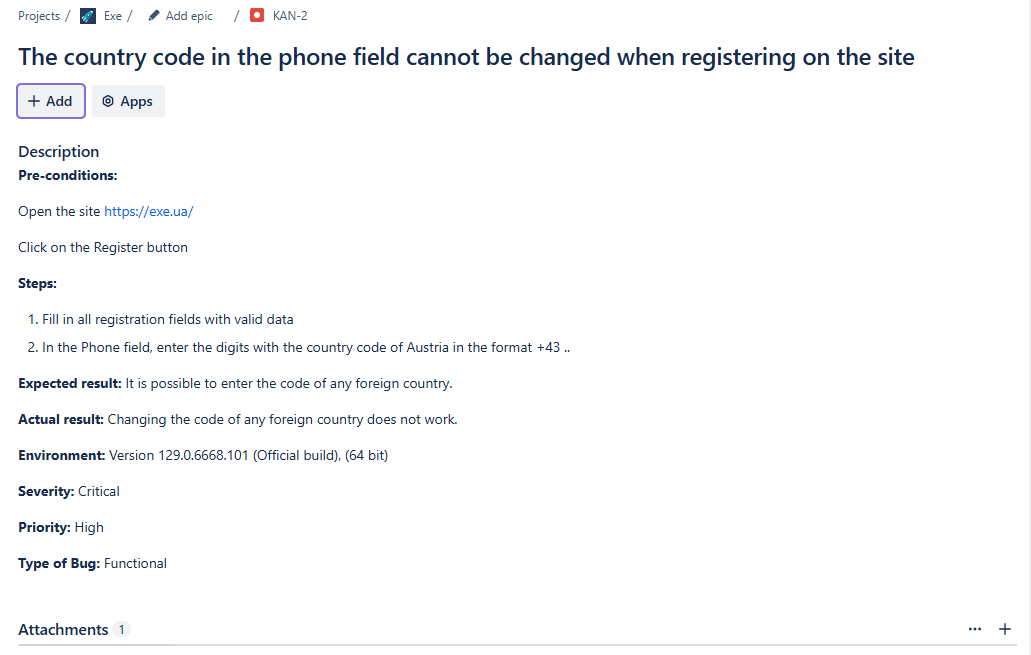 Projects / Exe / Add epic / KAN-2
The country code in the phone field cannot be changed when registering on the site
+ Add Apps
Description
Pre-conditions:
Open the site https://exe.ua/
Click on the Register button
Steps:
1. Fill in all registration fields with valid data
2. In the Phone field, enter the digits with the country code of Austria in the format +43 ..
Expected result: It is possible to enter the code of any foreign country.
Actual result: Changing the code of any foreign country does not work.
Environment: Version 129.0.6668.101 (Official build), (64 bit)
Severity: Critical
Priority: High
Type of Bug: Functional
Attachments 1 ... +